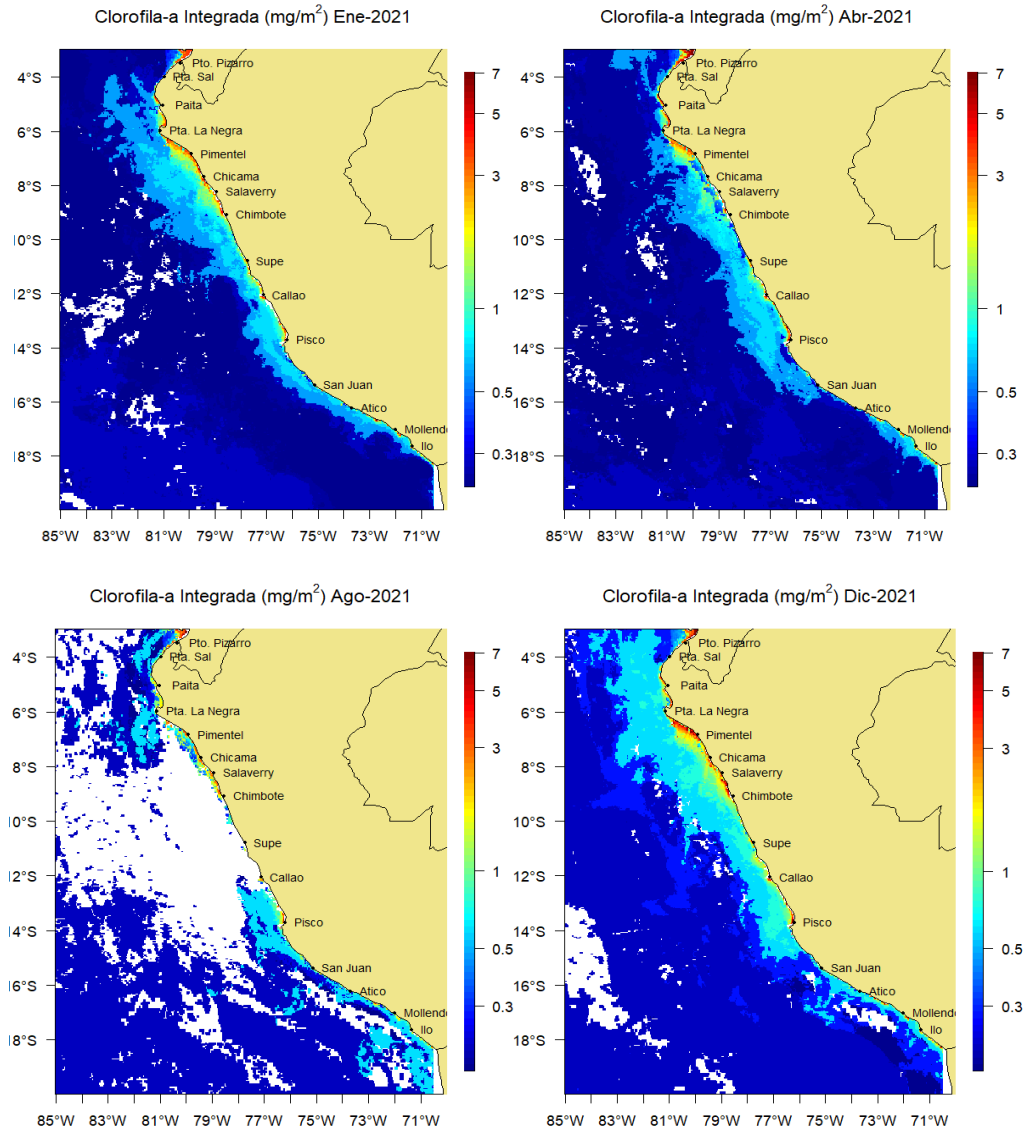 Clorofila-a Integrada (mg/m²) Ene-2021
4°S
6°S
8°S
10°S
12°S
14°S
16°S
18°S
Pto. Pizarro
Pta. Sal
Paita
Pta. La Negra
Pimentel
Chicama
Salaverry
Chimbote
Supe
Callao
Pisco
San Juan
Atico
Mollendo
Ilo
85°W 81°W 79°W 77°W 75°W 73°W 71°W
7
5
3
1
0.5
0.3
Clorofila-a Integrada (mg/m²) Abr-2021
4°S
6°S
8°S
10°S
12°S
14°S
16°S
18°S
Pto. Pizarro
Pta. Sal
Paita
Pta. La Negra
Pimentel
Chicama
Salaverry
Chimbote
Supe
Callao
Pisco
San Juan
Atico
Mollendo
Ilo
85°W 81°W 79°W 77°W 75°W 73°W 71°W
7
5
3
1
0.5
0.3
Clorofila-a Integrada (mg/m²) Ago-2021
4°S
6°S
8°S
10°S
12°S
14°S
16°S
18°S
Pto. Pizarro
Pta. Sal
Paita
Pta. La Negra
Pimentel
Chicama
Salaverry
Chimbote
Supe
Callao
Pisco
San Juan
Atico
Mollendo
Ilo
85°W 81°W 79°W 77°W 75°W 73°W 71°W
7
5
3
1
0.5
0.3
Clorofila-a Integrada (mg/m²) Dic-2021
4°S
6°S
8°S
10°S
12°S
14°S
16°S
18°S
Pto. Pizarro
Pta. Sal
Paita
Pta. La Negra
Pimentel
Chicama
Salaverry
Chimbote
Supe
Callao
Pisco
San Juan
Atico
Mollendo
Ilo
85°W 81°W 79°W 77°W 75°W 73°W 71°W
7
5
3
1
0.5
0.3